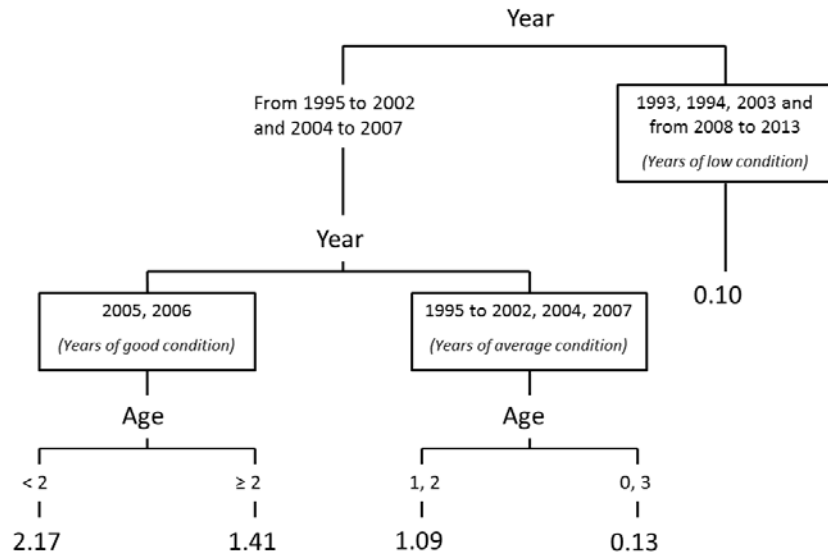 Year
From 1995 to 2002
and 2004 to 2007
1993, 1994, 2003 and
from 2008 to 2013
(Years of low condition)
Year
0.10
2005, 2006
(Years of good condition)
1995 to 2002, 2004, 2007
(Years of average condition)
Age
Age
< 2
≥ 2
1, 2
0, 3
2.17
1.41
1.09
0.13